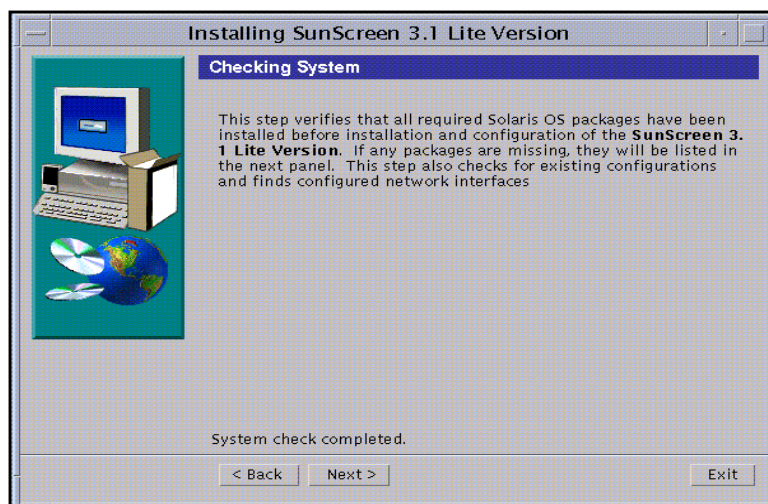 Installing SunScreen 3.1 Lite Version
Checking System
This step verifies that all required Solaris OS packages have been
installed before installation and configuration of the SunScreen 3.
1 Lite Version. If any packages are missing, they will be listed in
the next panel. This step also checks for existing configurations
and finds configured network interfaces
System check completed.
< Back
Next >
Exit